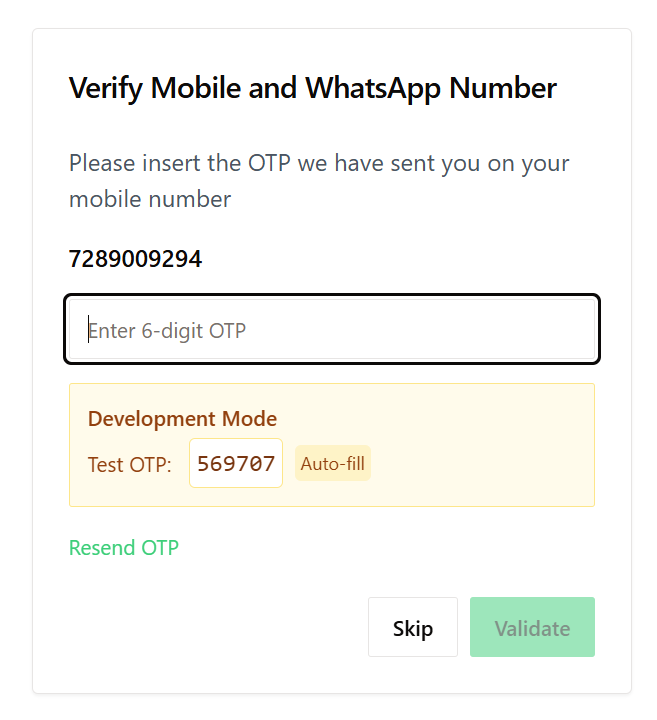 Verify Mobile and WhatsApp Number
Please insert the OTP we have sent you on your
mobile number
7289009294
Enter 6-digit OTP
Development Mode
Test OTP: 569707 Auto-fill
Resend OTP
Skip Validate